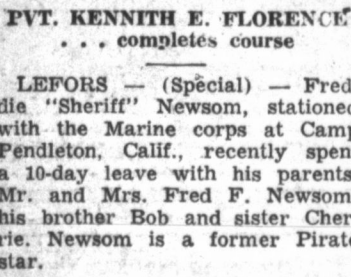 PVT. KENNITH E. FLORENCE
. . . completes course
LEFORS — (Special) — Fred
die "Sheriff" Newsom, stationed
with the Marine corps at Camp
Pendleton, Calif., recently spen
a 10-day leave with his parents
Mr. and Mrs. Fred F. Newsom
his brother Bob and sister Cher
rie. Newsom is a former Pirate
star.